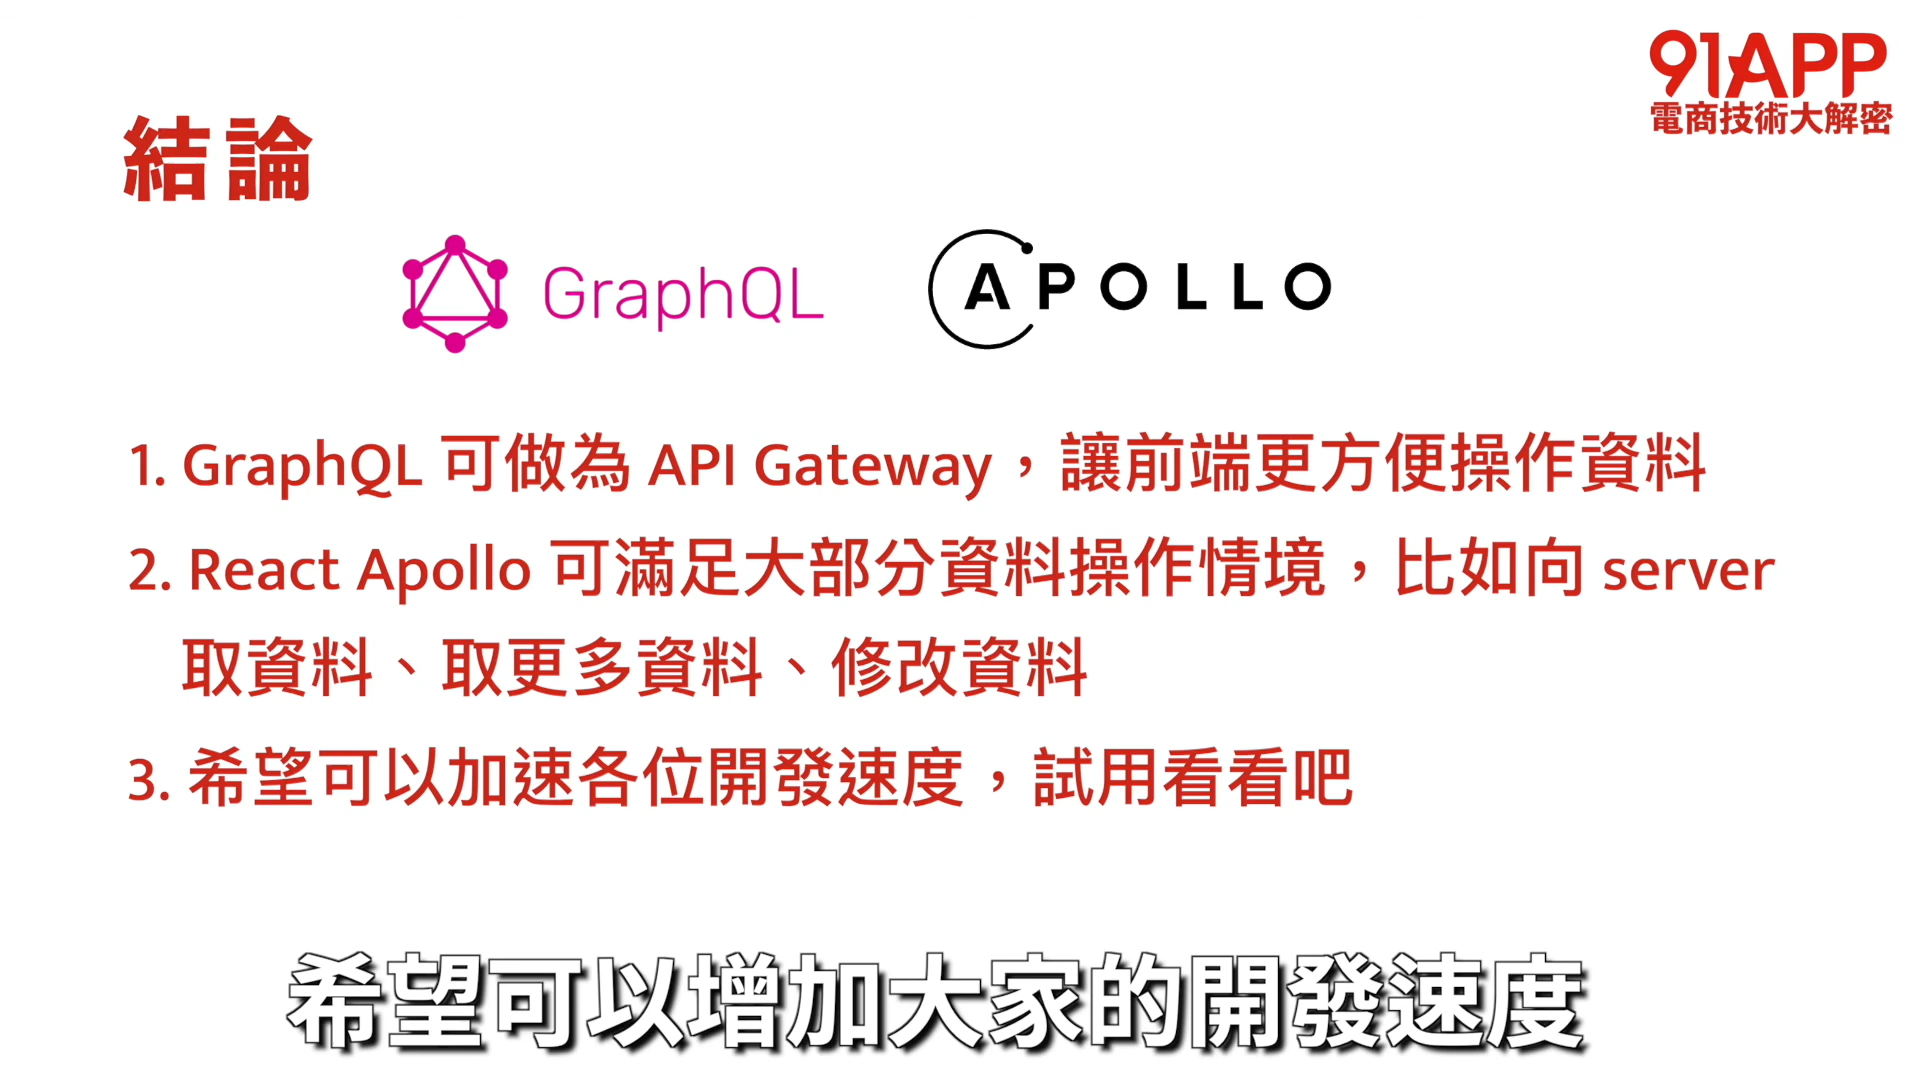 91APP
電商技術大解密
結論
GraphQL
APOLLO
1. GraphQL 可做為 API Gateway，讓前端更方便操作資料
2. React Apollo 可滿足大部分資料操作情境，比如向 server
取資料、取更多資料、修改資料
3. 希望可以加速各位開發速度，試用看看吧
希望可以增加大家的開發速度